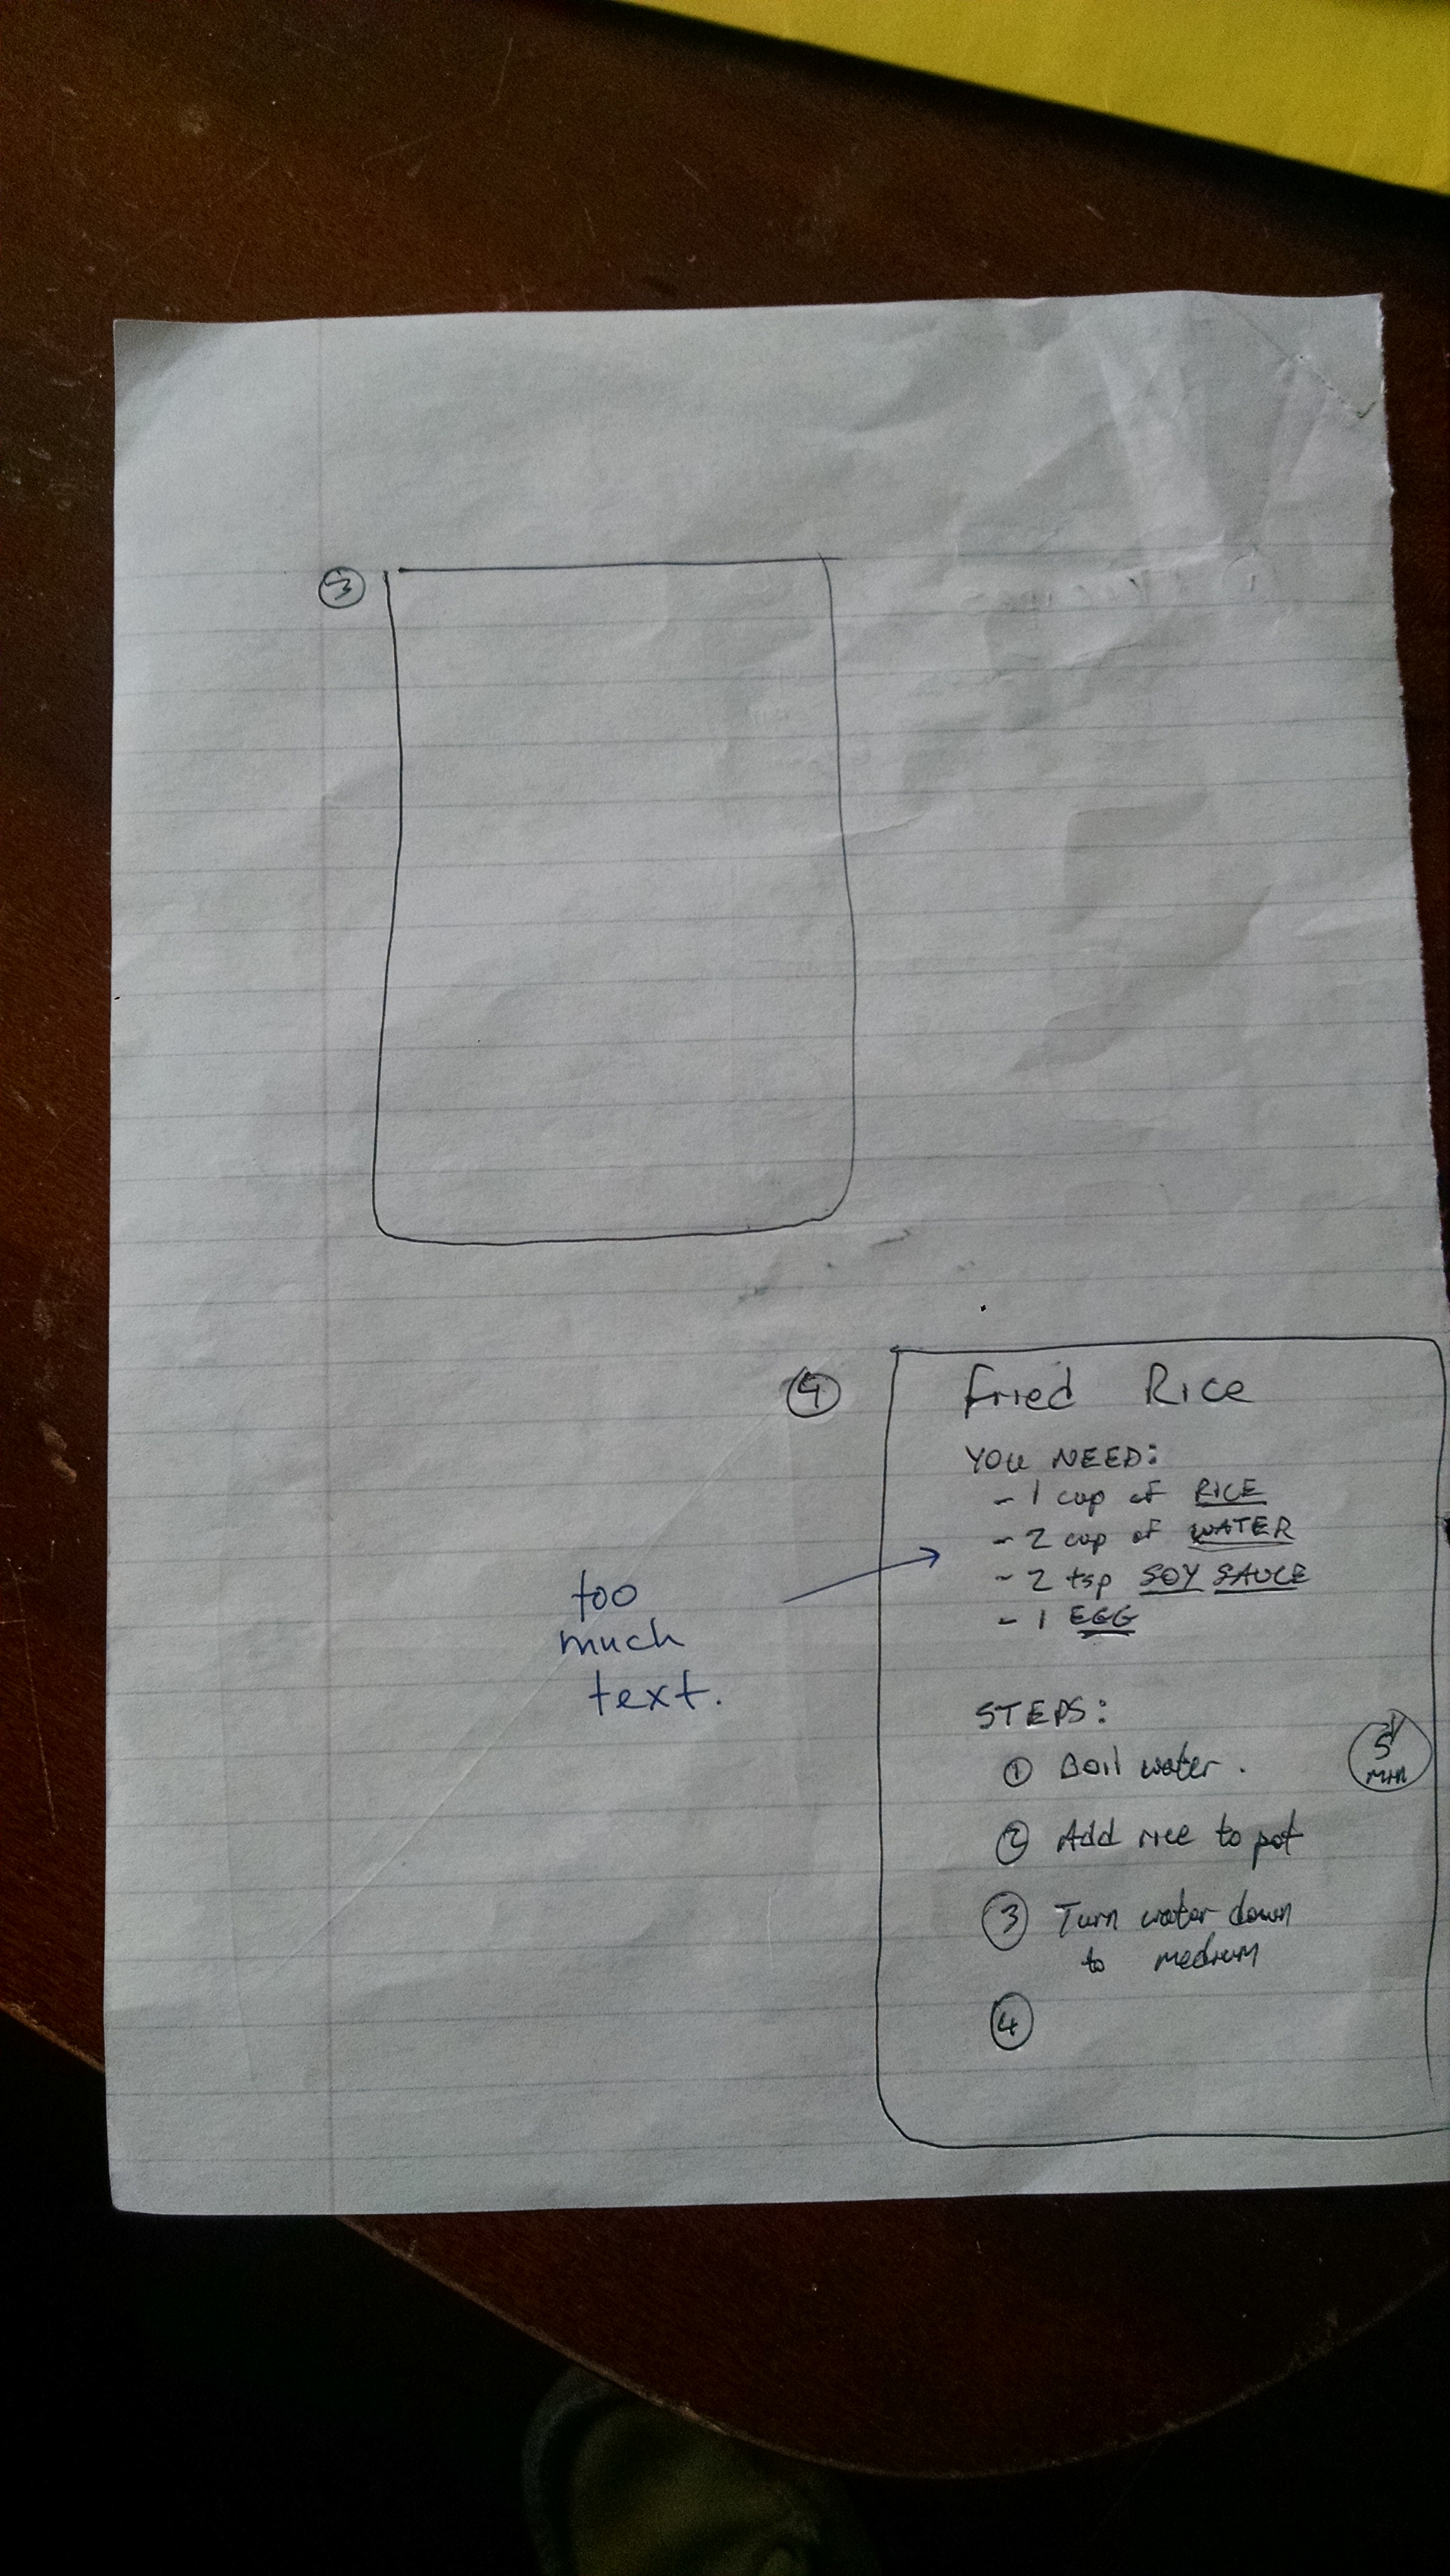 3
4
Fried Rice
YOU NEED:
- 1 cup of RICE
- 2 cup of WATER
- 2 tsp SOY SAUCE
- 1 EGG
too
much
text.
STEPS:
1 Boil water.
5
min
2 Add rice to pot
3 Turn water down
to medium
4